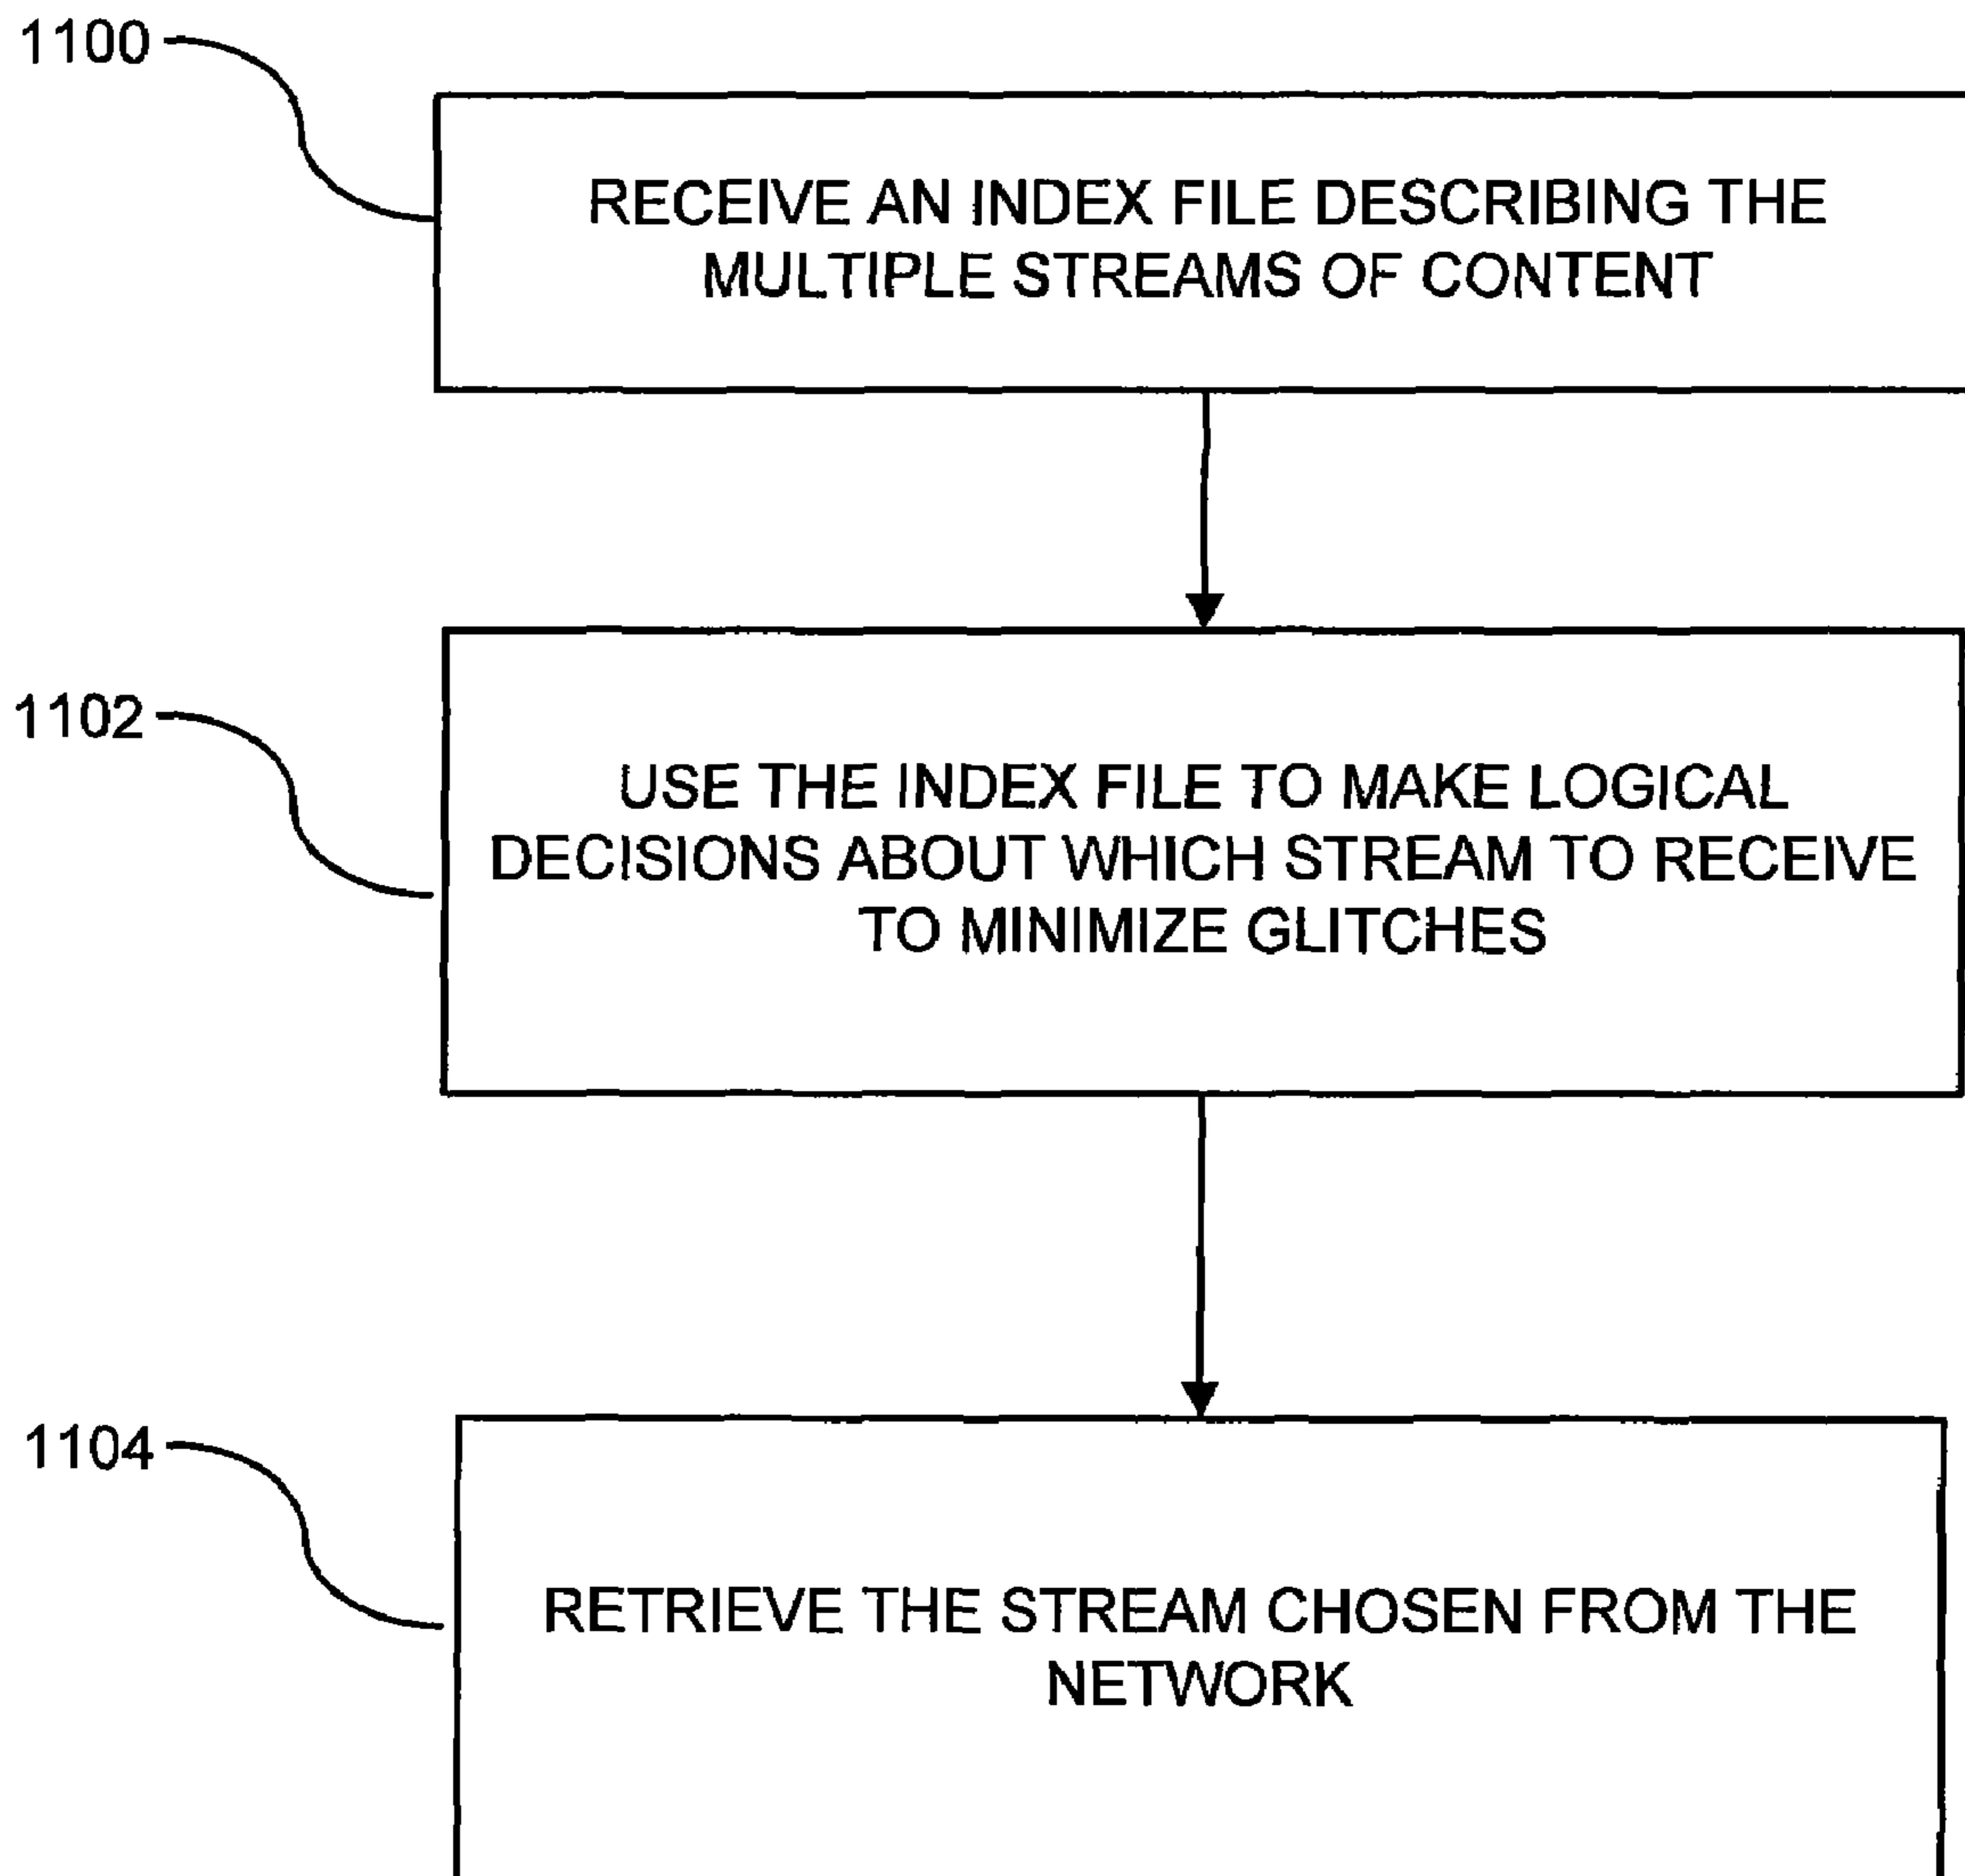 1100
RECEIVE AN INDEX FILE DESCRIBING THE
MULTIPLE STREAMS OF CONTENT
1102
USE THE INDEX FILE TO MAKE LOGICAL
DECISIONS ABOUT WHICH STREAM TO RECEIVE
TO MINIMIZE GLITCHES
1104
RETRIEVE THE STREAM CHOSEN FROM THE
NETWORK